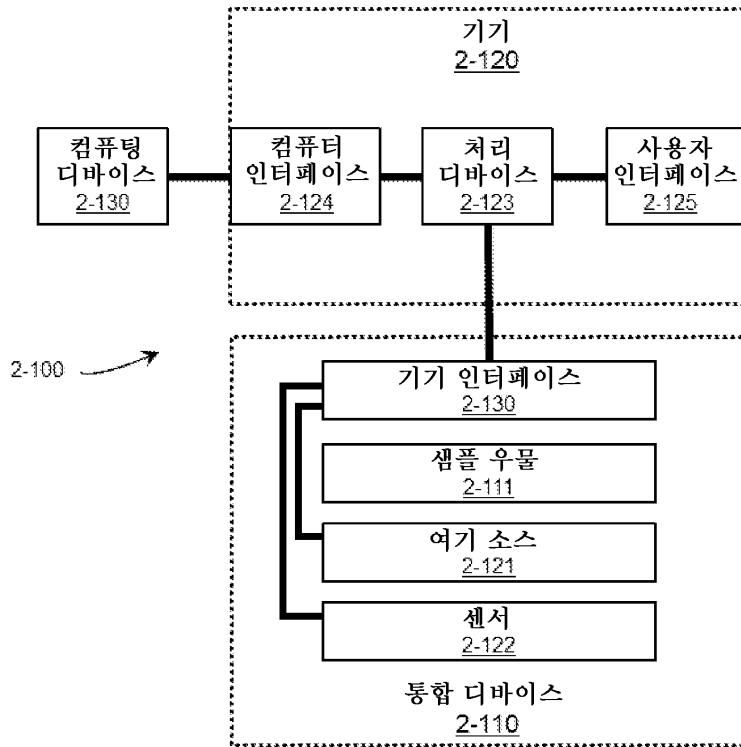 기기
2-120
컴퓨팅
디바이스
2-130
컴퓨터
인터페이스
2-124
처리
디바이스
2-123
사용자
인터페이스
2-125
2-100
기기 인터페이스
2-130
샘플 우물
2-111
여기 소스
2-121
센서
2-122
통합 디바이스
2-110